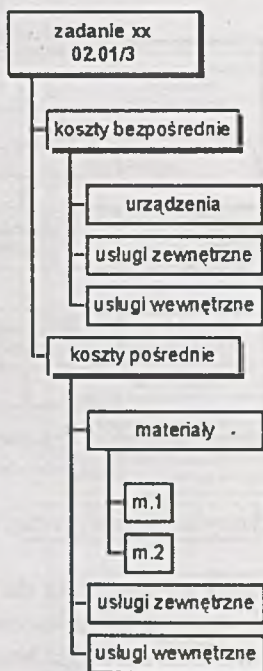 zadanie xx
02.01/3
koszty bezpośrednie
urządzenia
usługi zewnętrzne
usługi wewnętrzne
koszty pośrednie
materiały
m.1
m.2
usługi zewnętrzne
usługi wewnętrzne